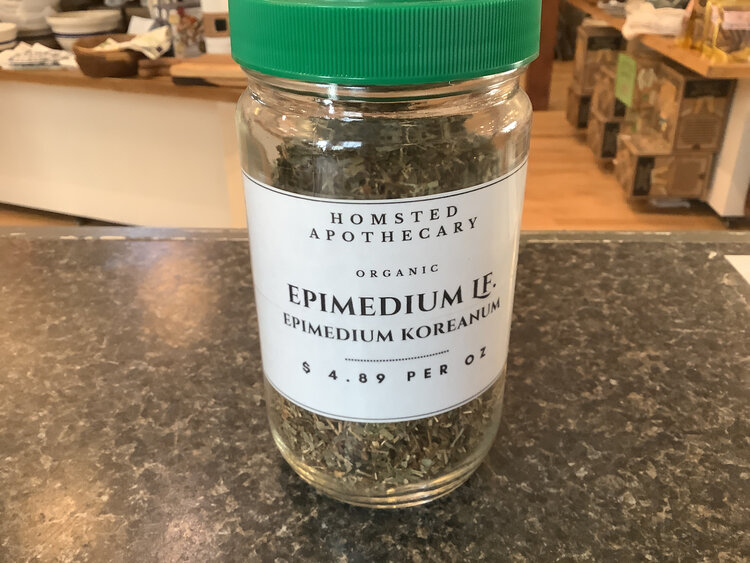 HOMSTED
APOTHECARY
ORGANIC
EPIMEDIUM LF.
EPIMEDIUM KOREANUM
$ 4.89 PER OZ